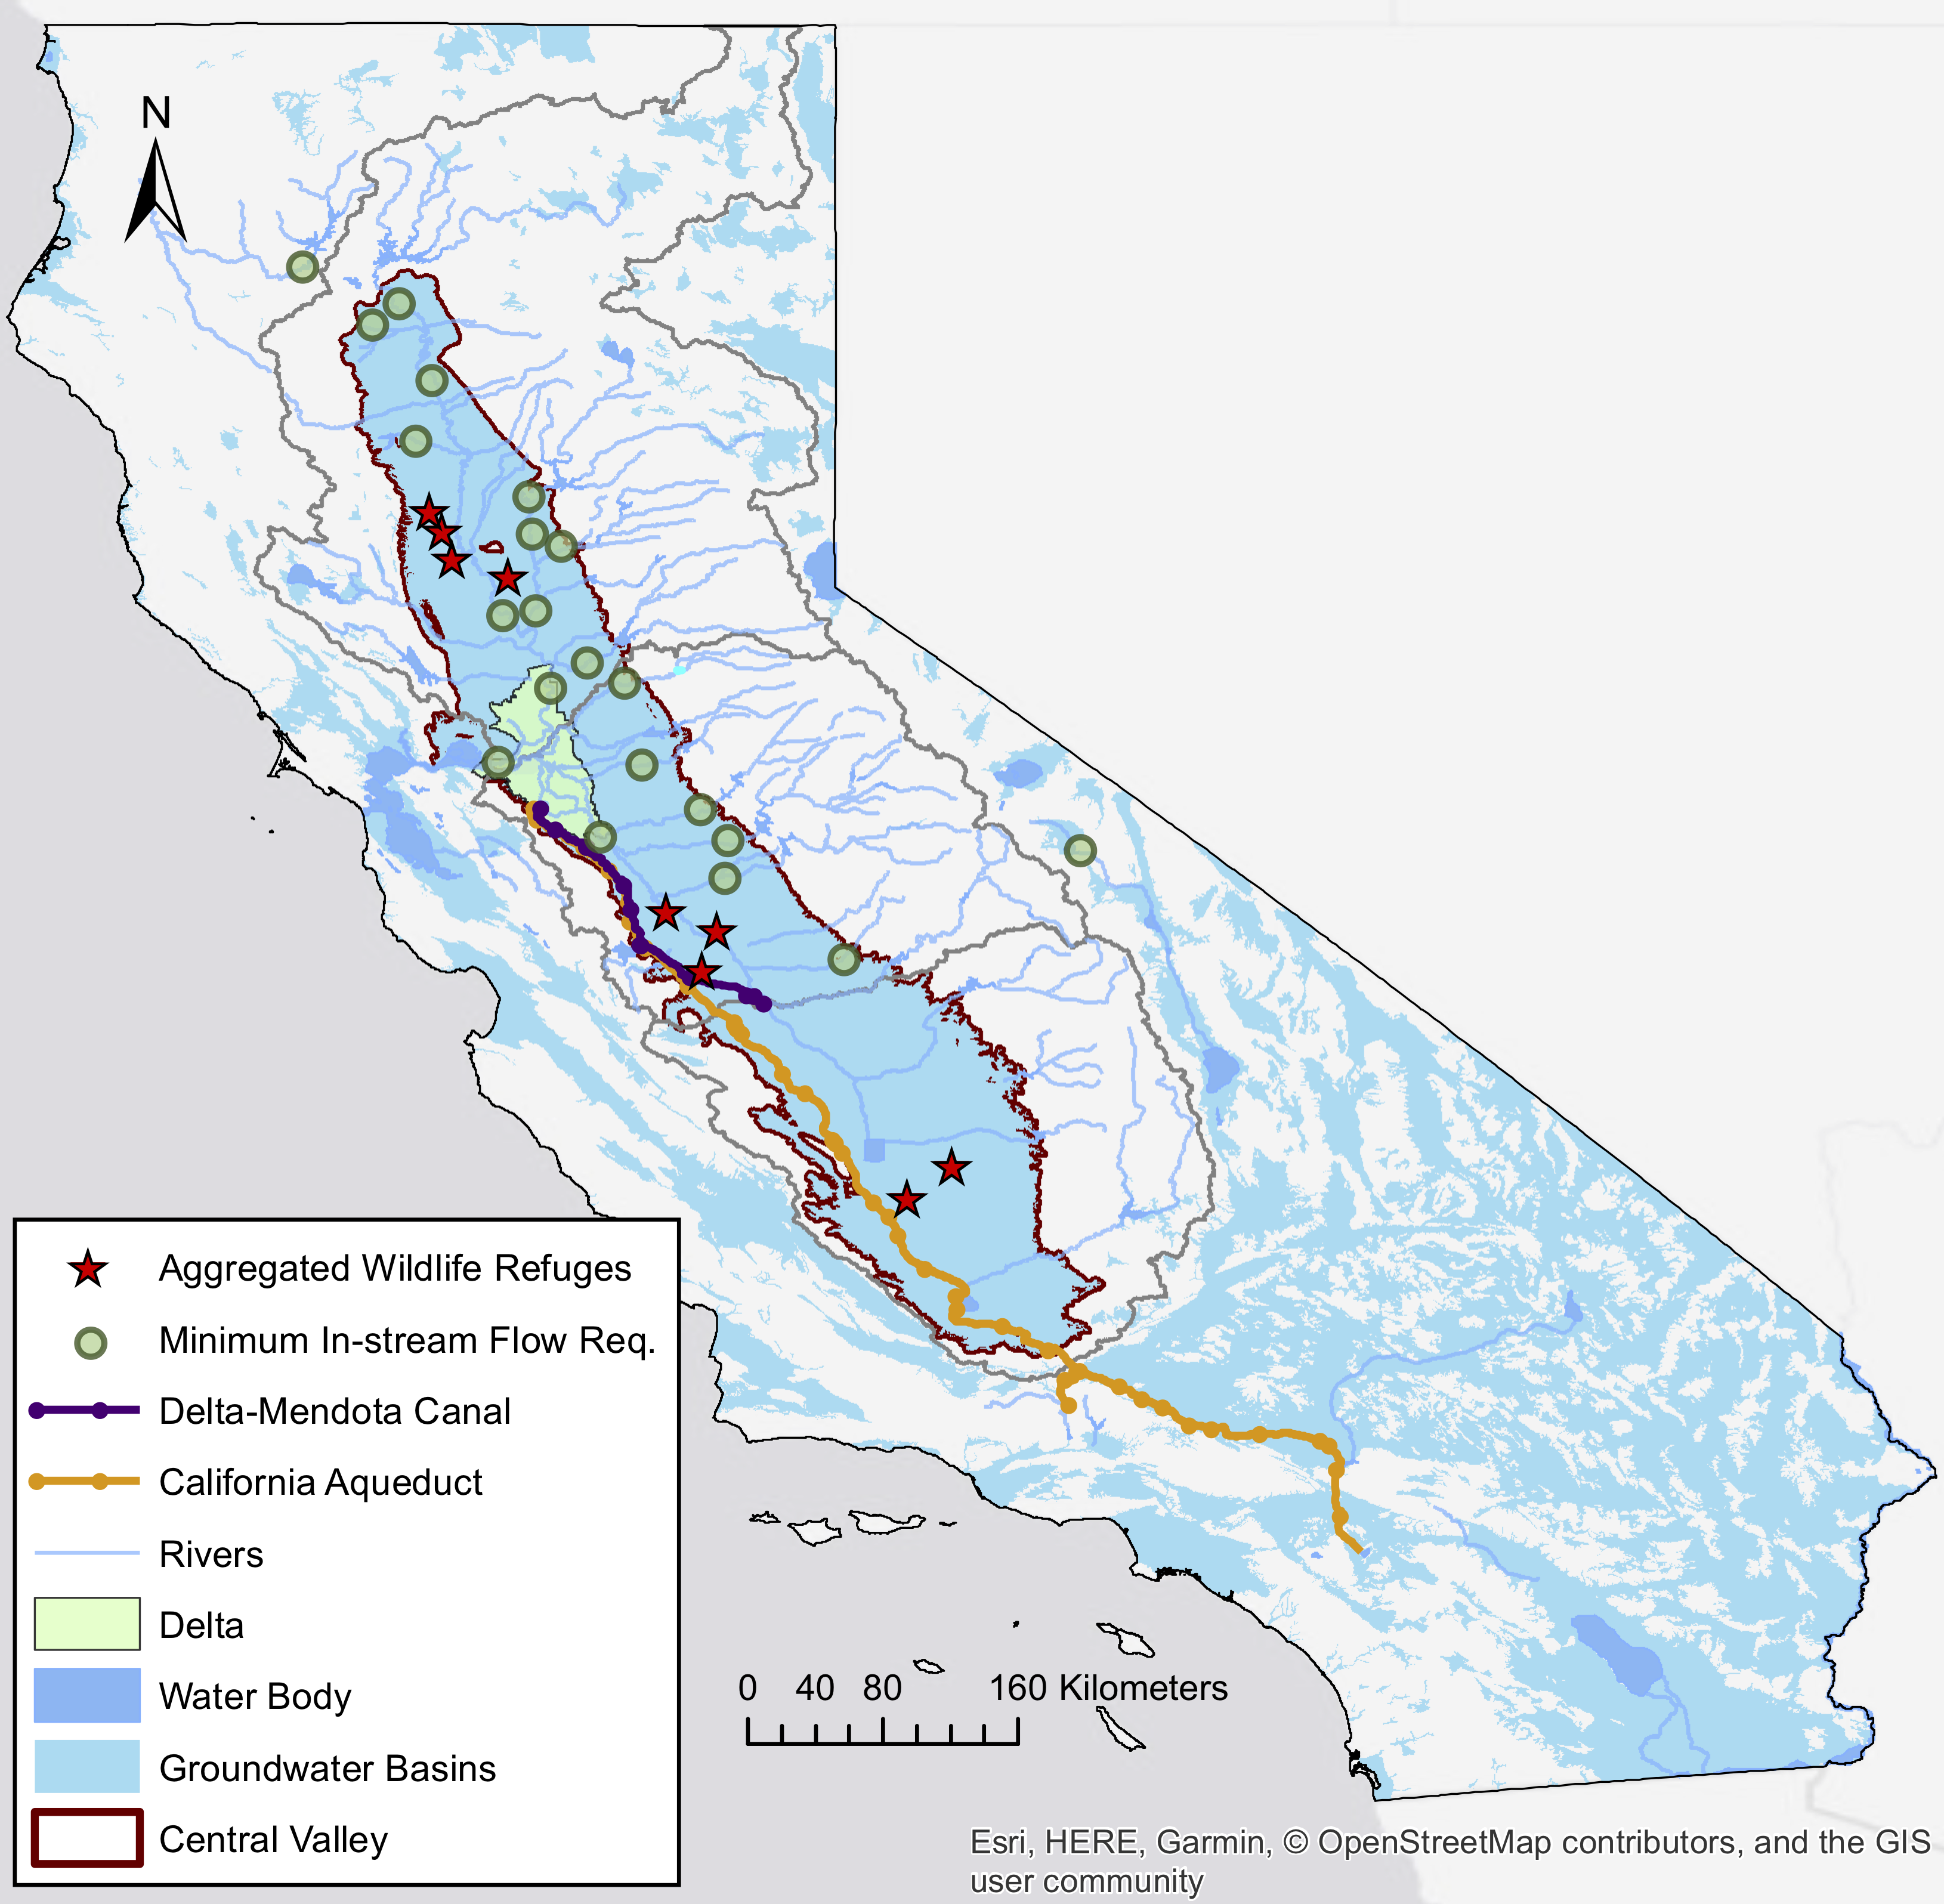 N
Aggregated Wildlife Refuges
Minimum In-stream Flow Req.
Delta-Mendota Canal
California Aqueduct
Rivers
Delta
Water Body
Groundwater Basins
Central Valley
0 40 80 160 Kilometers
Esri, HERE, Garmin, © OpenStreetMap contributors, and the GIS
user community